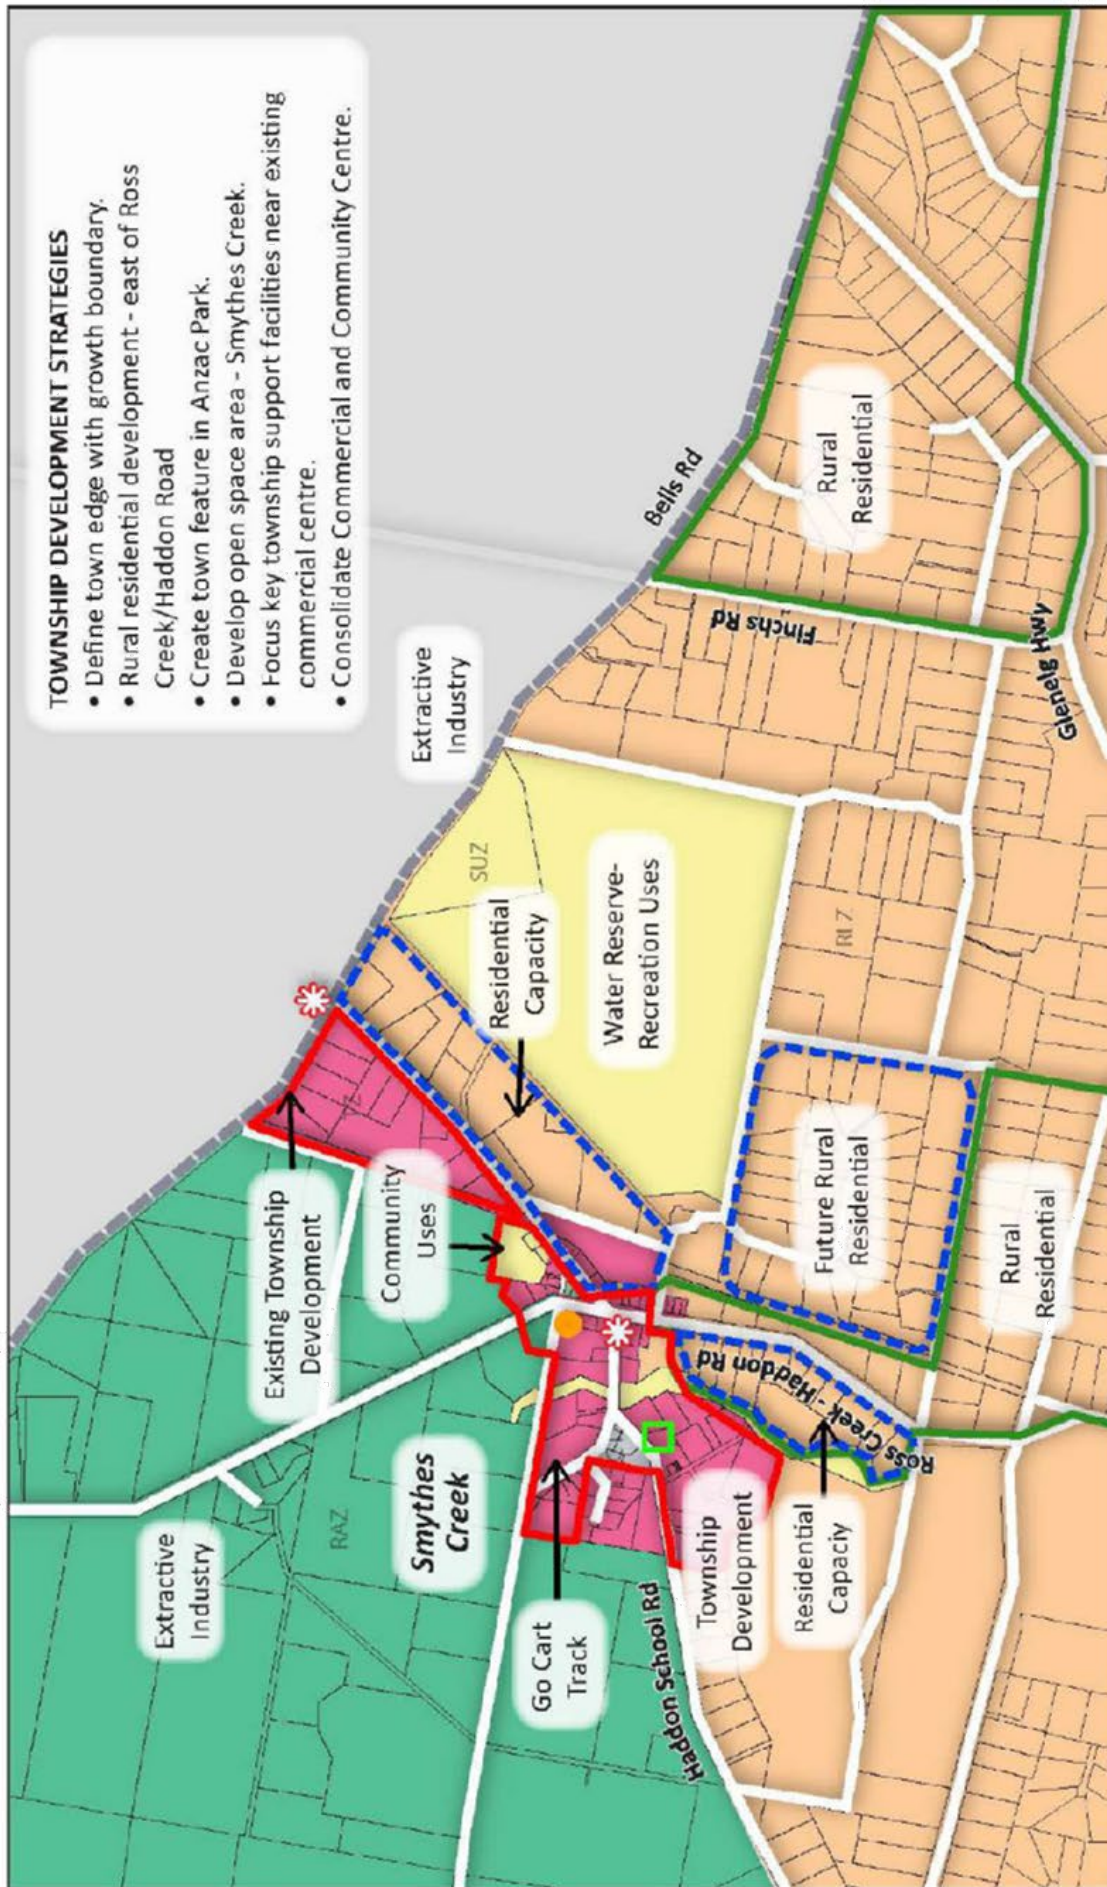 TOWNSHIP DEVELOPMENT STRATEGIES
• Define town edge with growth boundary.
• Rural residential development - east of Ross
Creek/Haddon Road
• Create town feature in Anzac Park.
• Develop open space area - Smythes Creek.
• Focus key township support facilities near existing
commercial centre.
• Consolidate Commercial and Community Centre.
Extractive
Industry
RAZ
Smythes
Creek
Existing Township
Development
TZ
Community
Uses
Extractive
Industry
Bells Rd
SUZ
Residential
Capacity
Water Reserve-
Recreation Uses
Finchs Rd
Rural
Residential
Glenelg Hwy
RLZ
Go Cart
Track
Haddon School Rd
Township
Development
Residential
Capaciy
Ross Creek - Haddon Rd
Future Rural
Residential
Rural
Residential